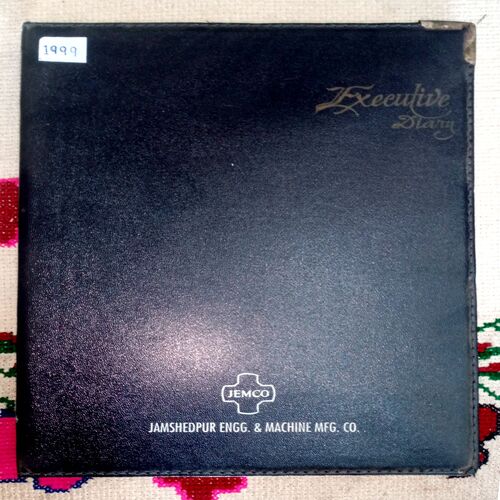 1999
Executive
Diary
JEMCO
JAMSHEDPUR ENGG. & MACHINE MFG. CO.